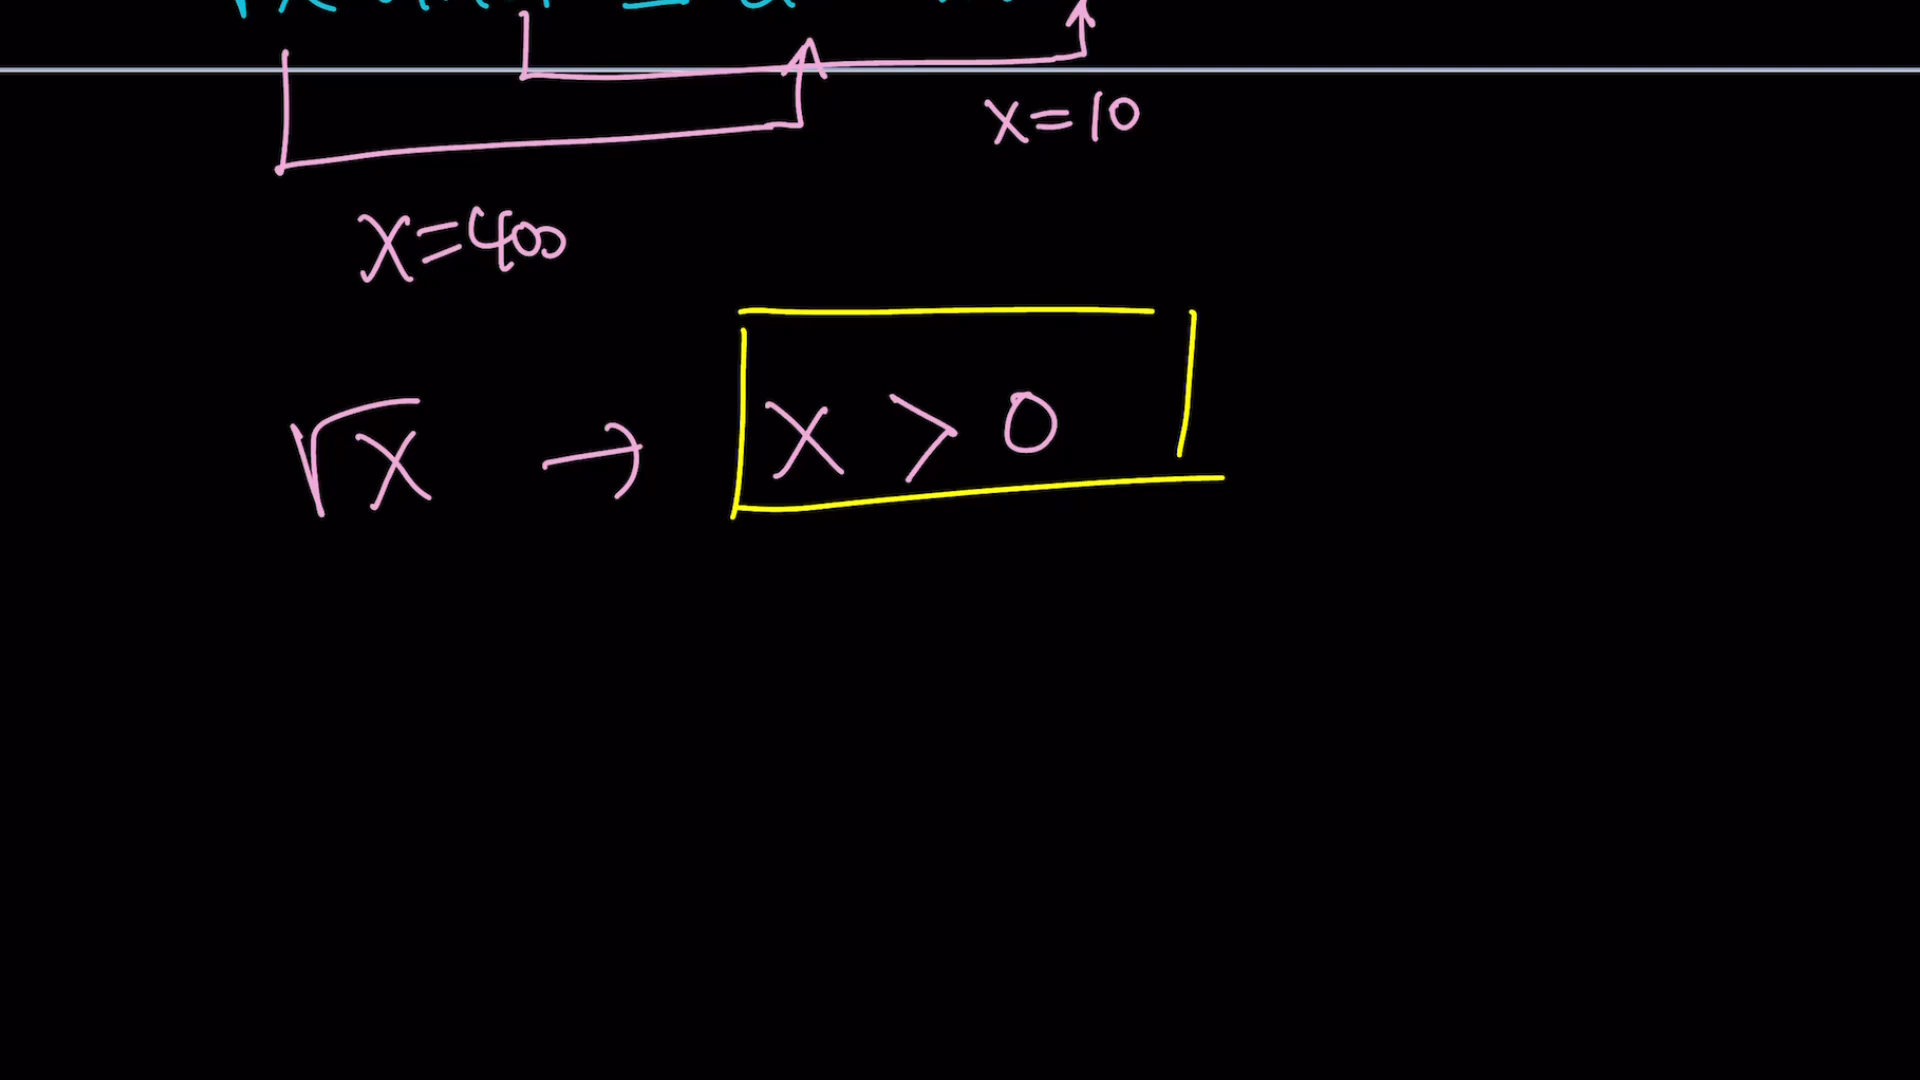 x=10
x=400
√x → x > 0